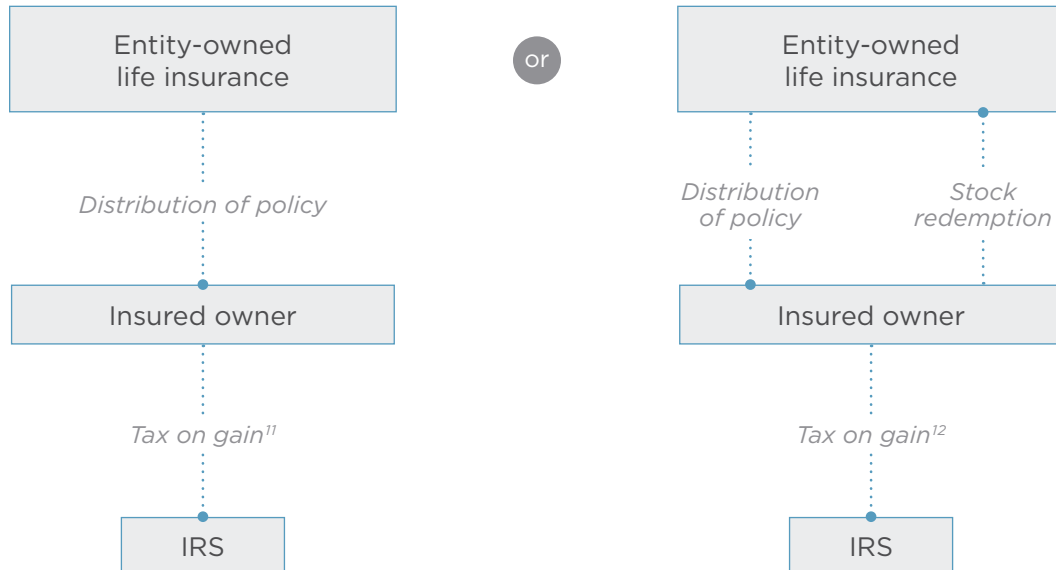 Entity-owned
life insurance
Distribution of policy
Insured owner
Tax on gain11
IRS
or
Entity-owned
life insurance
Distribution
of policy
Stock
redemption
Insured owner
Tax on gain12
IRS